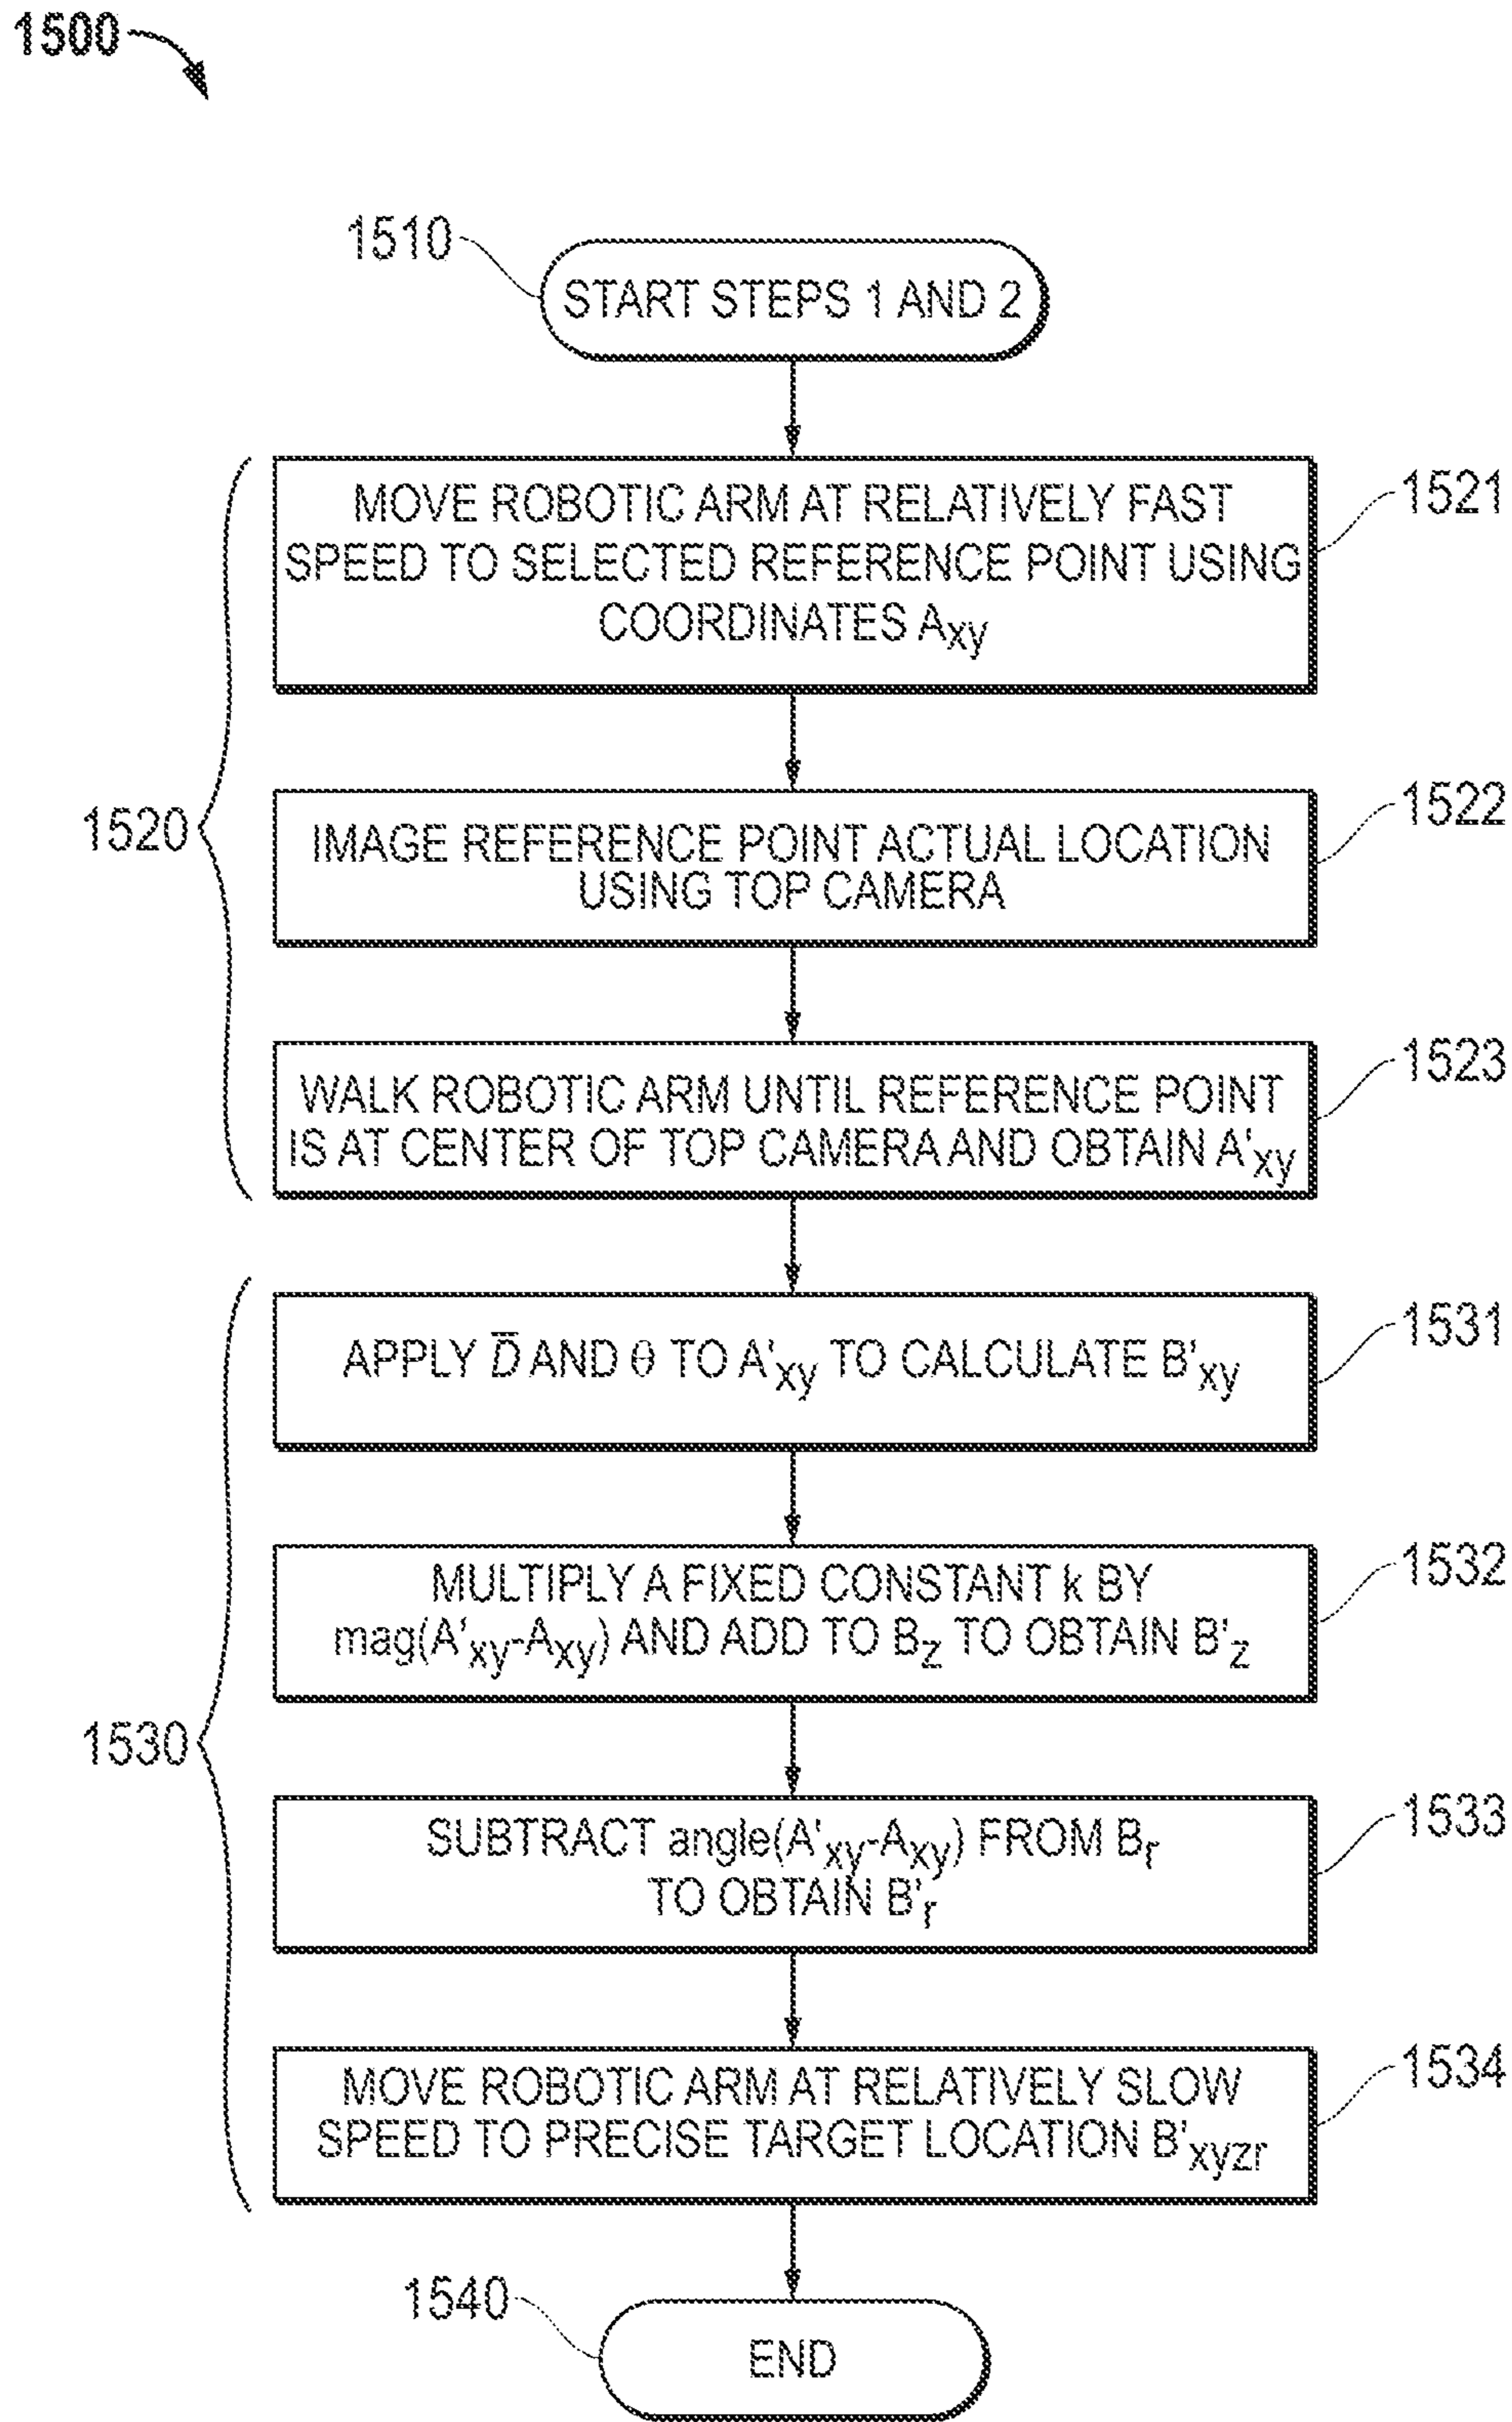 1500
1510
START STEPS 1 AND 2
1520
MOVE ROBOTIC ARM AT RELATIVELY FAST
SPEED TO SELECTED REFERENCE POINT USING
COORDINATES Axy
1521
IMAGE REFERENCE POINT ACTUAL LOCATION
USING TOP CAMERA
1522
WALK ROBOTIC ARM UNTIL REFERENCE POINT
IS AT CENTER OF TOP CAMERA AND OBTAIN A'xy
1523
1530
APPLY D̅ AND θ TO A'xy TO CALCULATE B'xy
1531
MULTIPLY A FIXED CONSTANT k BY
mag(A'xy-Axy) AND ADD TO Bz TO OBTAIN B'z
1532
SUBTRACT angle(A'xy-Axy) FROM Br
TO OBTAIN B'r
1533
MOVE ROBOTIC ARM AT RELATIVELY SLOW
SPEED TO PRECISE TARGET LOCATION B'xyzr
1534
1540
END